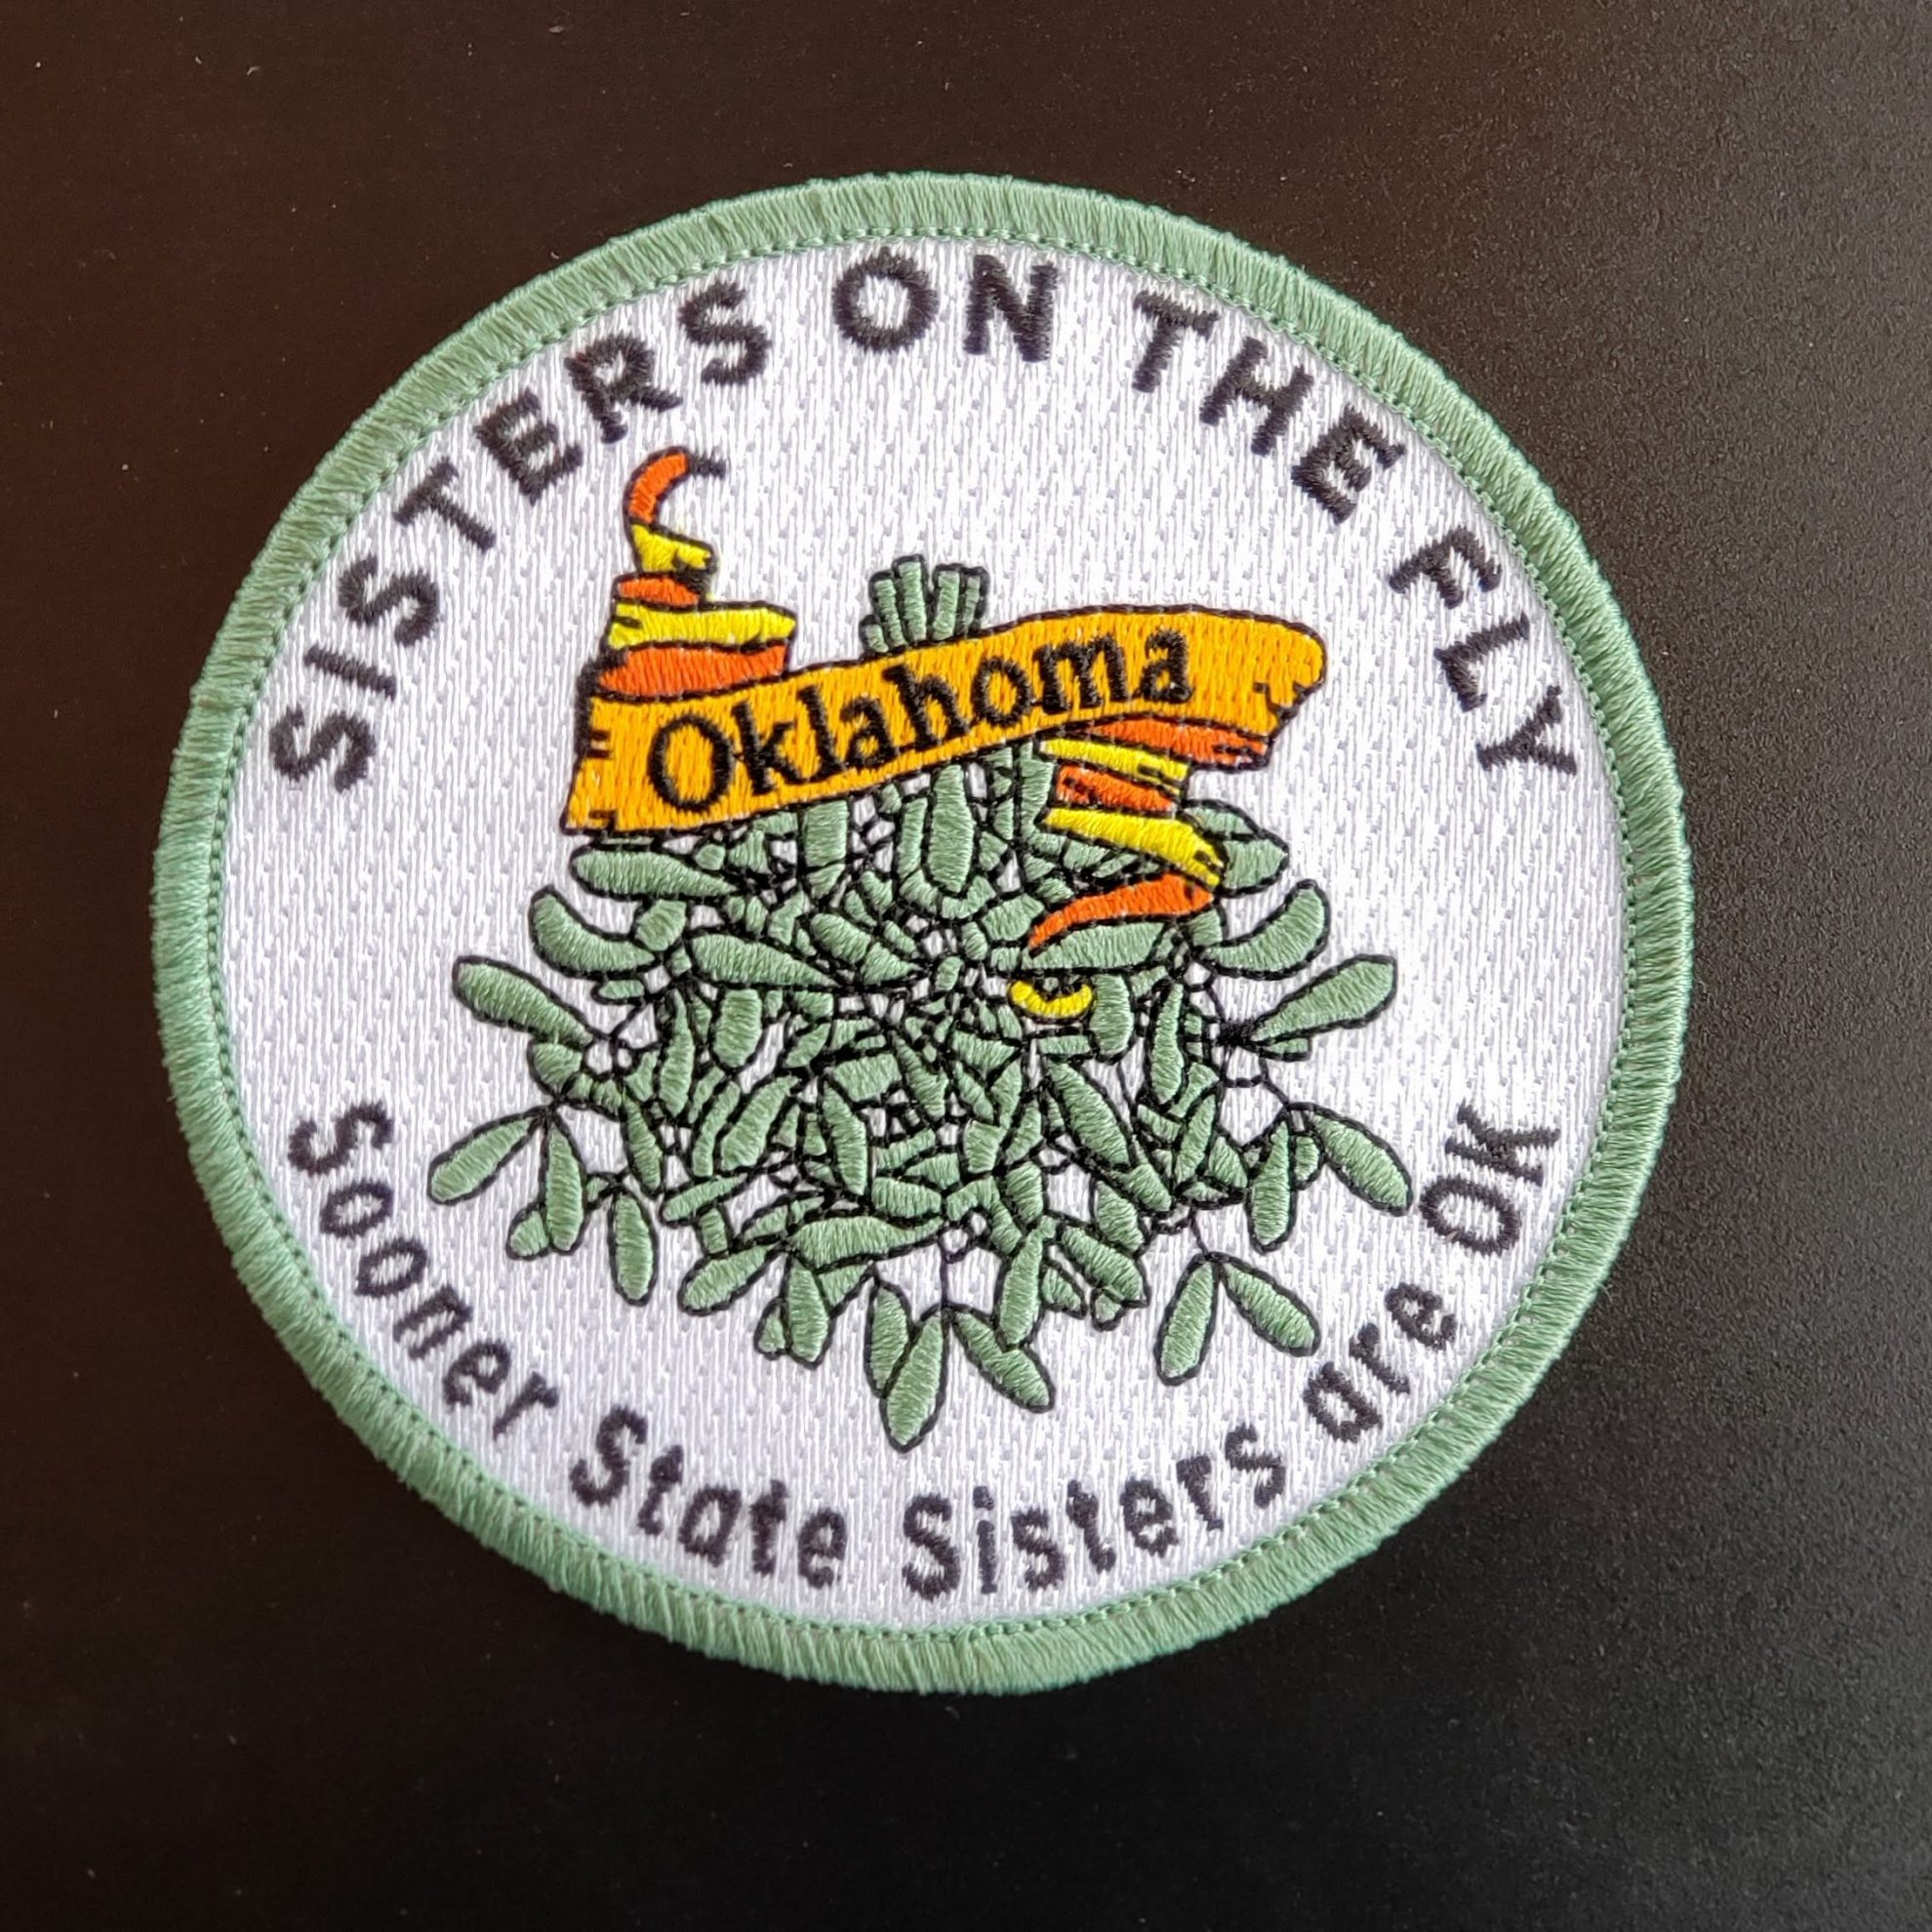 SISTERS ON THE FLY
Oklahoma
Sooner State Sisters are OK